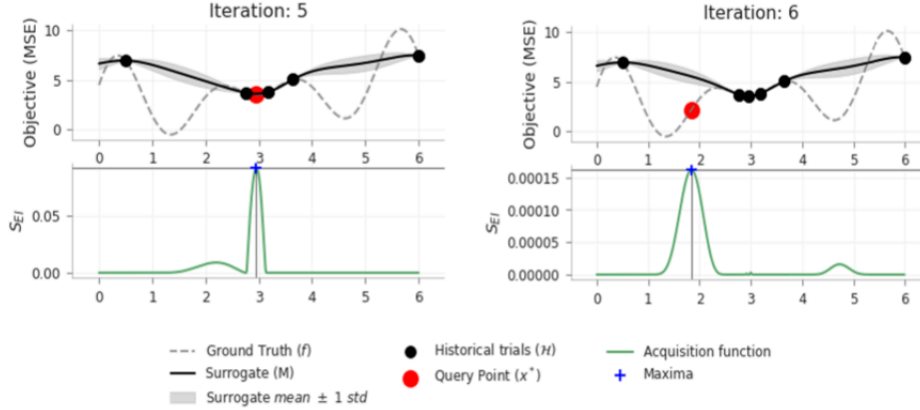 Iteration: 5
Objective (MSE)
10
5
0
0 1 2 3 4 5 6
S_EI
0.05
0.00
0 1 2 3 4 5 6
Iteration: 6
Objective (MSE)
10
5
0
0 1 2 3 4 5 6
S_EI
0.00015
0.00010
0.00005
0.00000
0 1 2 3 4 5 6
Ground Truth (f)
Surrogate (M)
Surrogate mean ± 1 std
Historical trials (ℋ)
Query Point (x*)
Acquisition function
Maxima